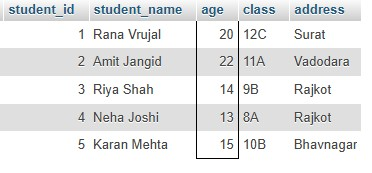 student_id student_name age class address
1 Rana Vrujal 20 12C Surat
2 Amit Jangid 22 11A Vadodara
3 Riya Shah 14 9B Rajkot
4 Neha Joshi 13 8A Rajkot
5 Karan Mehta 15 10B Bhavnagar